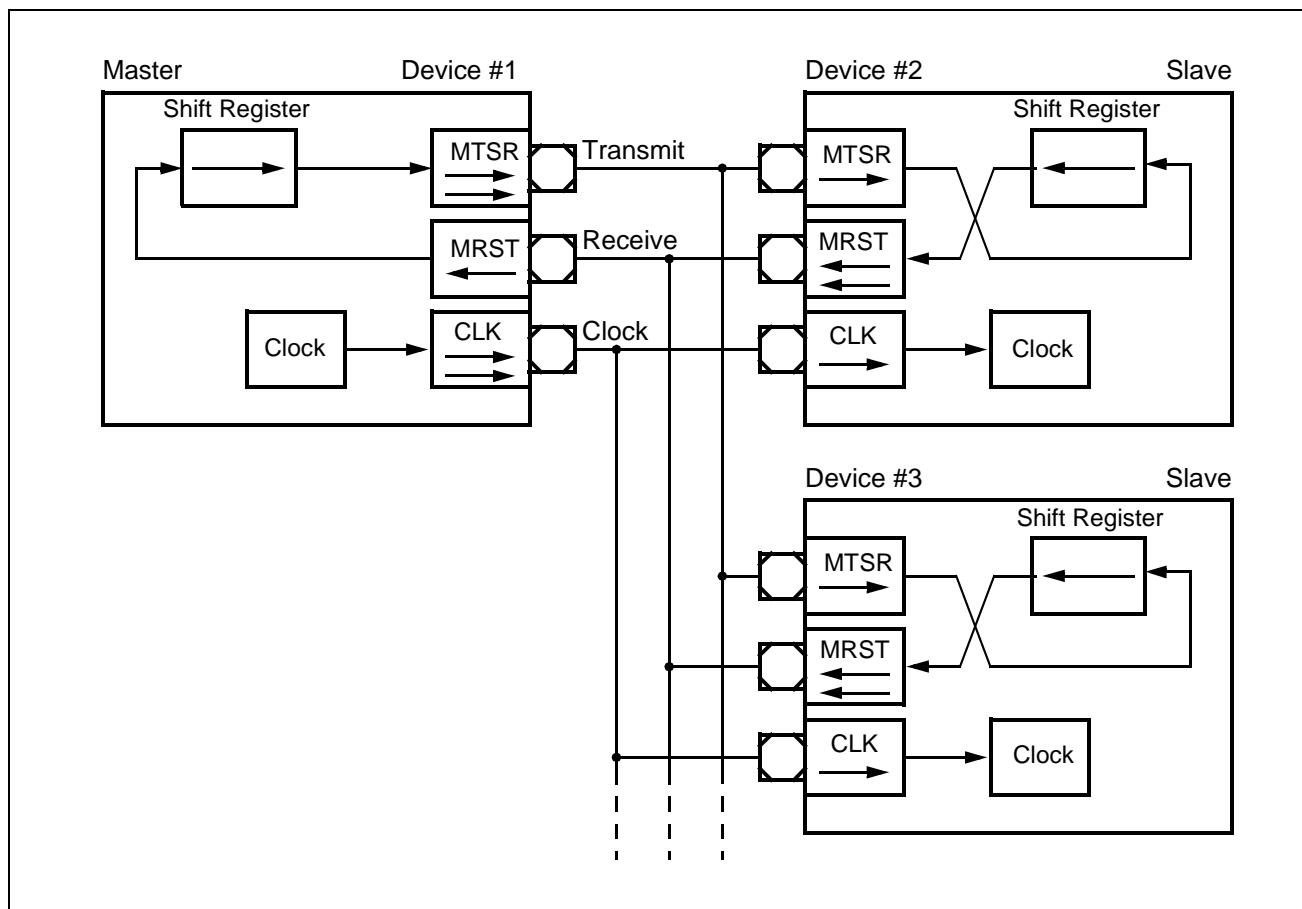 Master
Device #1
Shift Register
MTSR
Transmit
MRST
Receive
Clock
CLK
Clock
Device #2
Slave
Shift Register
MTSR
MRST
CLK
Clock
Device #3
Slave
Shift Register
MTSR
MRST
CLK
Clock